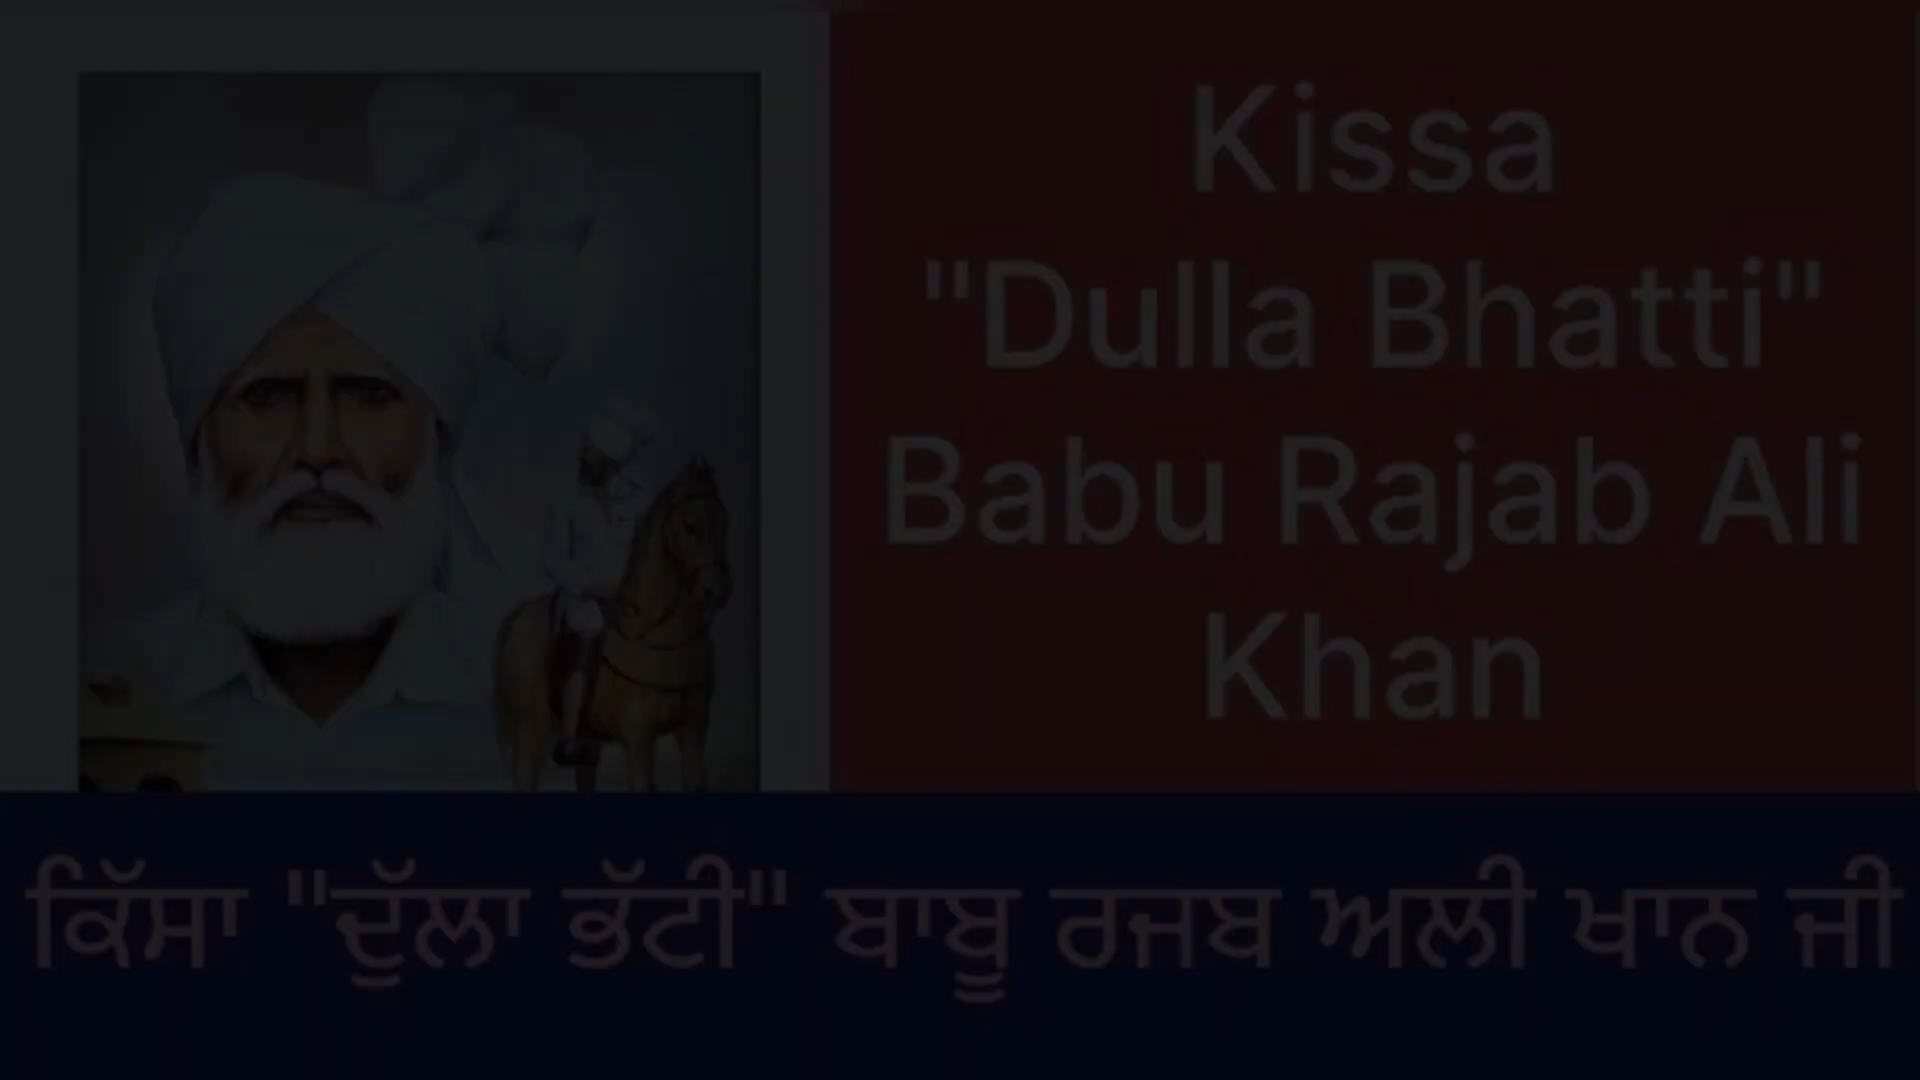 Kissa
"Dulla Bhatti"
Babu Rajab Ali
Khan
ਕਿੱਸਾ "ਦੁੱਲਾ ਭੱਟੀ" ਬਾਬੂ ਰਜਬ ਅਲੀ ਖਾਨ ਜੀ